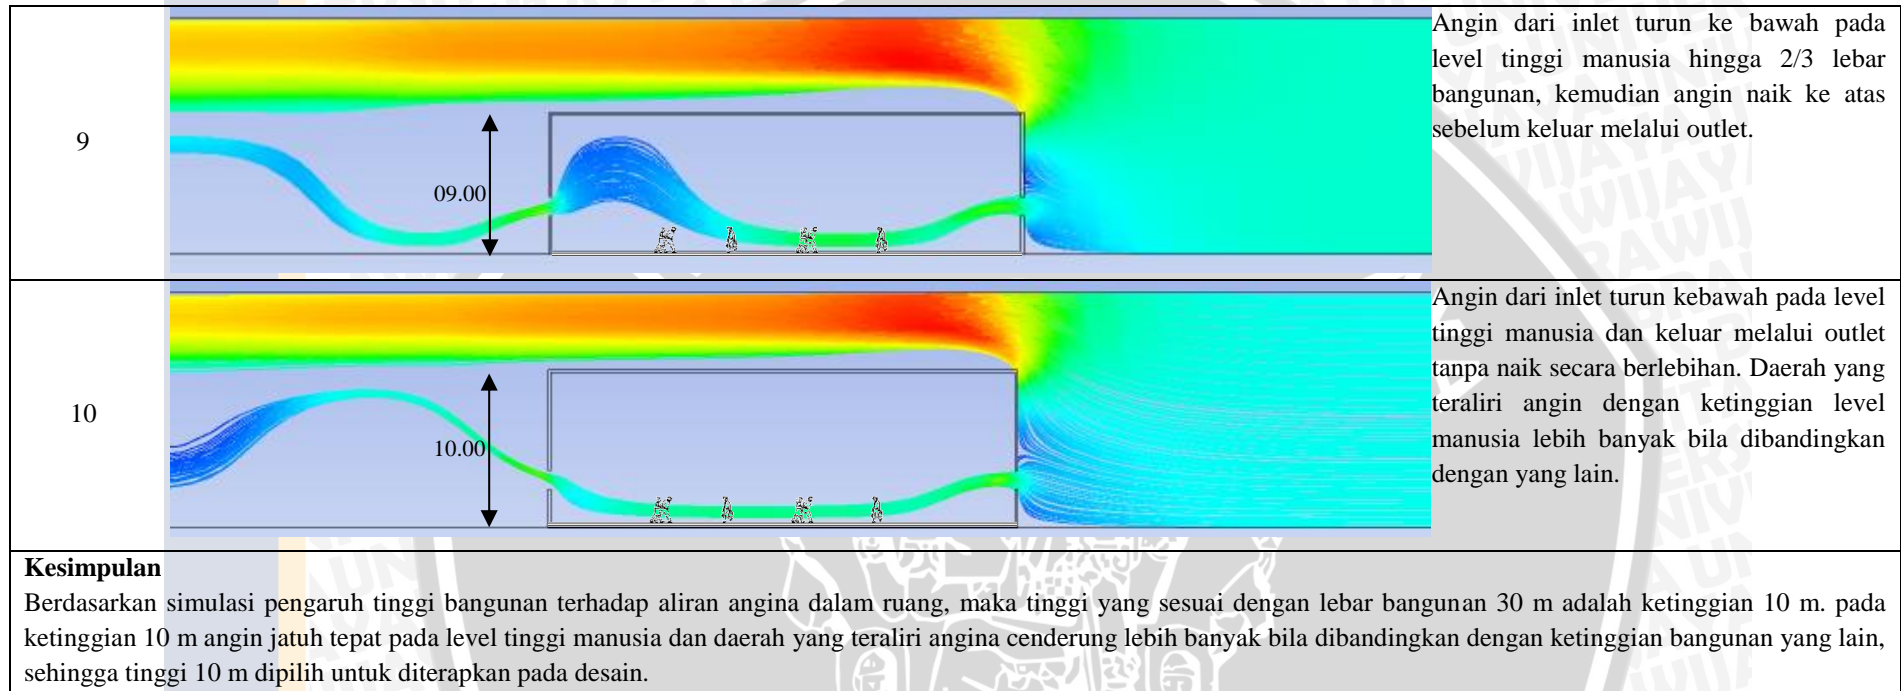 9
09.00
Angin dari inlet turun ke bawah pada
level tinggi manusia hingga 2/3 lebar
bangunan, kemudian angin naik ke atas
sebelum keluar melalui outlet.
10
10.00
Angin dari inlet turun kebawah pada level
tinggi manusia dan keluar melalui outlet
tanpa naik secara berlebihan. Daerah yang
teraliri angin dengan ketinggian level
manusia lebih banyak bila dibandingkan
dengan yang lain.
Kesimpulan
Berdasarkan simulasi pengaruh tinggi bangunan terhadap aliran angina dalam ruang, maka tinggi yang sesuai dengan lebar bangunan 30 m adalah ketinggian 10 m. pada
ketinggian 10 m angin jatuh tepat pada level tinggi manusia dan daerah yang teraliri angina cenderung lebih banyak bila dibandingkan dengan ketinggian bangunan yang lain,
sehingga tinggi 10 m dipilih untuk diterapkan pada desain.